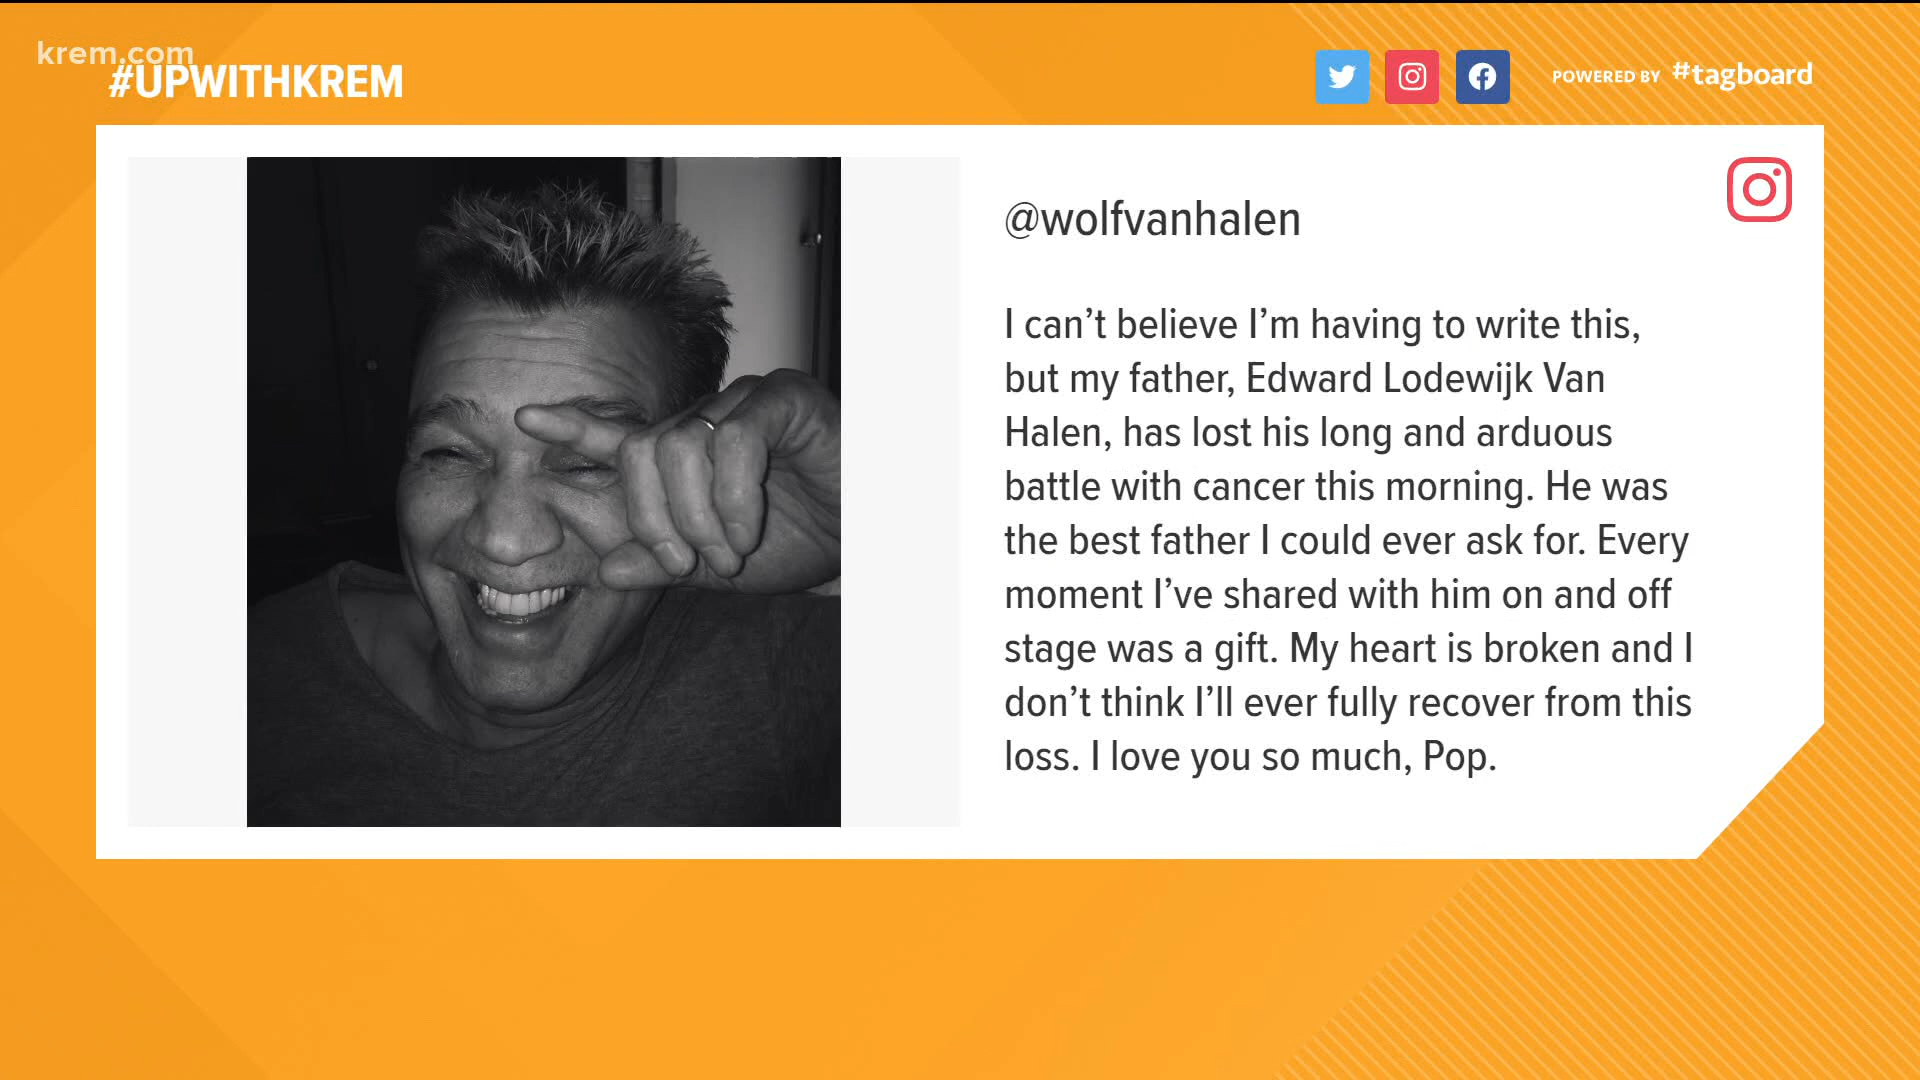 krem.com
#UPWITHKREM
POWERED BY #tagboard
@wolfvanhalen
I can’t believe I’m having to write this,
but my father, Edward Lodewijk Van
Halen, has lost his long and arduous
battle with cancer this morning. He was
the best father I could ever ask for. Every
moment I’ve shared with him on and off
stage was a gift. My heart is broken and I
don’t think I’ll ever fully recover from this
loss. I love you so much, Pop.